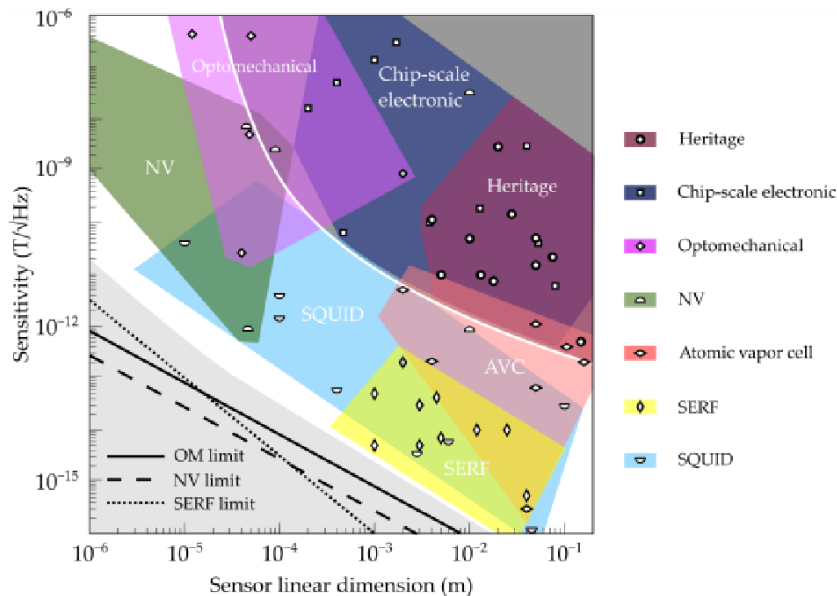 10⁻⁶
10⁻⁹
10⁻¹²
10⁻¹⁵
Sensitivity (T/√Hz)
Optomechanical
Chip-scale
electronic
NV
Heritage
SQUID
AVC
SERF
OM limit
NV limit
SERF limit
10⁻⁶ 10⁻⁵ 10⁻⁴ 10⁻³ 10⁻² 10⁻¹
Sensor linear dimension (m)
Heritage
Chip-scale electronic
Optomechanical
NV
Atomic vapor cell
SERF
SQUID